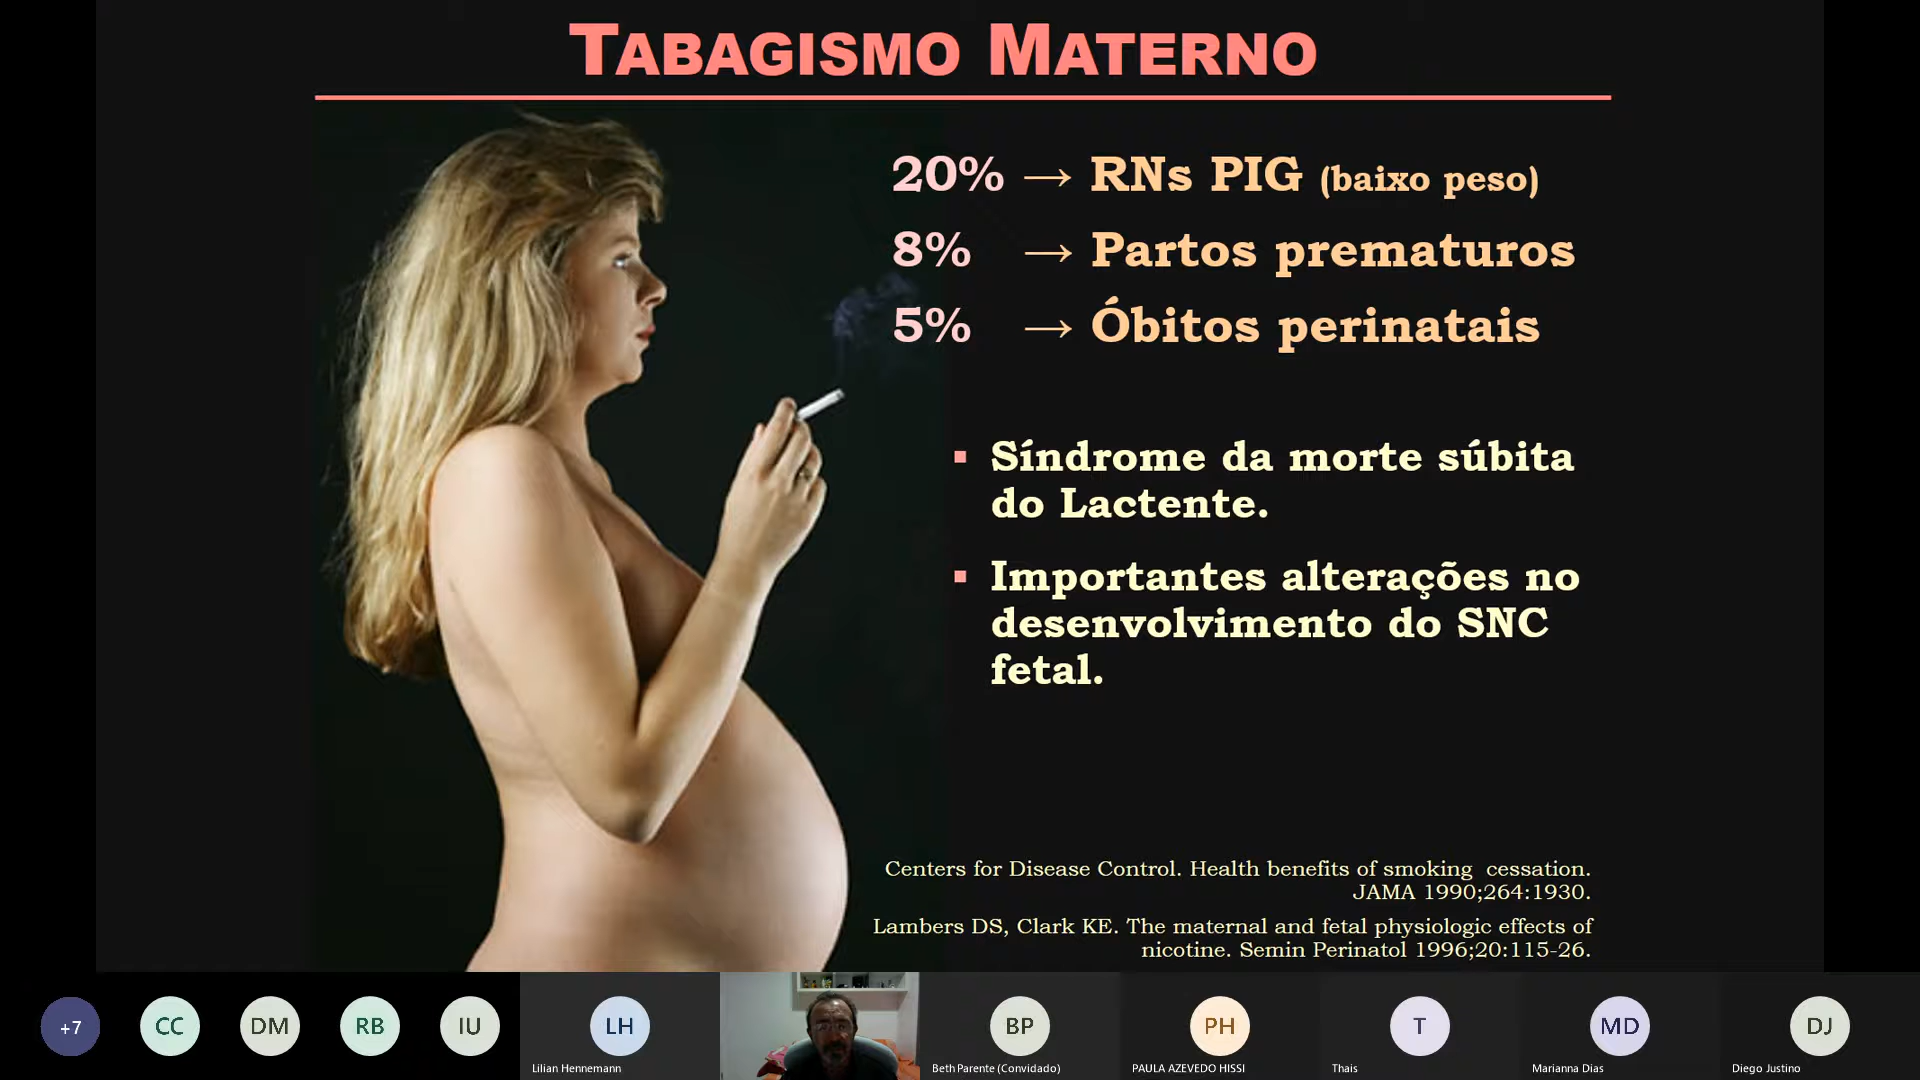 TABAGISMO MATERNO
20% → RNs PIG (baixo peso)
8% → Partos prematuros
5% → Óbitos perinatais
▪ Síndrome da morte súbita
do Lactente.
▪ Importantes alterações no
desenvolvimento do SNC
fetal.
Centers for Disease Control. Health benefits of smoking cessation.
JAMA 1990;264:1930.
Lambers DS, Clark KE. The maternal and fetal physiologic effects of
nicotine. Semin Perinatol 1996;20:115-26.
+7 CC DM RB IU LH BP PH T MD DJ
Lilian Hennemann Beth Parente (Convidado) PAULA AZEVEDO HISSI Thais Marianna Dias Diego Justino